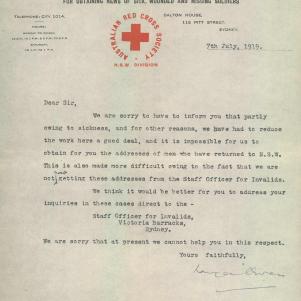 FOR OBTAINING NEWS OF SICK, WOUNDED AND MISSING SOLDIERS
TELEPHONE: CITY 1014.
AUSTRALIAN RED CROSS SOCIETY
N.S.W. DIVISION
DALTON HOUSE,
115 PITT STREET,
SYDNEY.
7th July, 1919.
Dear Sir,
We are sorry to have to inform you that partly
owing to sickness, and for other reasons, we have had to reduce
the work here a good deal, and it is impossible for us to
obtain for you the addresses of men who have returned to N.S.W.
This is also made more difficult owing to the fact that we are
not getting these addresses from the Staff Officer for Invalids.
We think it would be better for you to address your
inquiries in these cases direct to the -
Staff Officer for Invalids,
Victoria Barracks,
Sydney.
We are sorry that at present we cannot help you in this respect.
Yours faithfully,